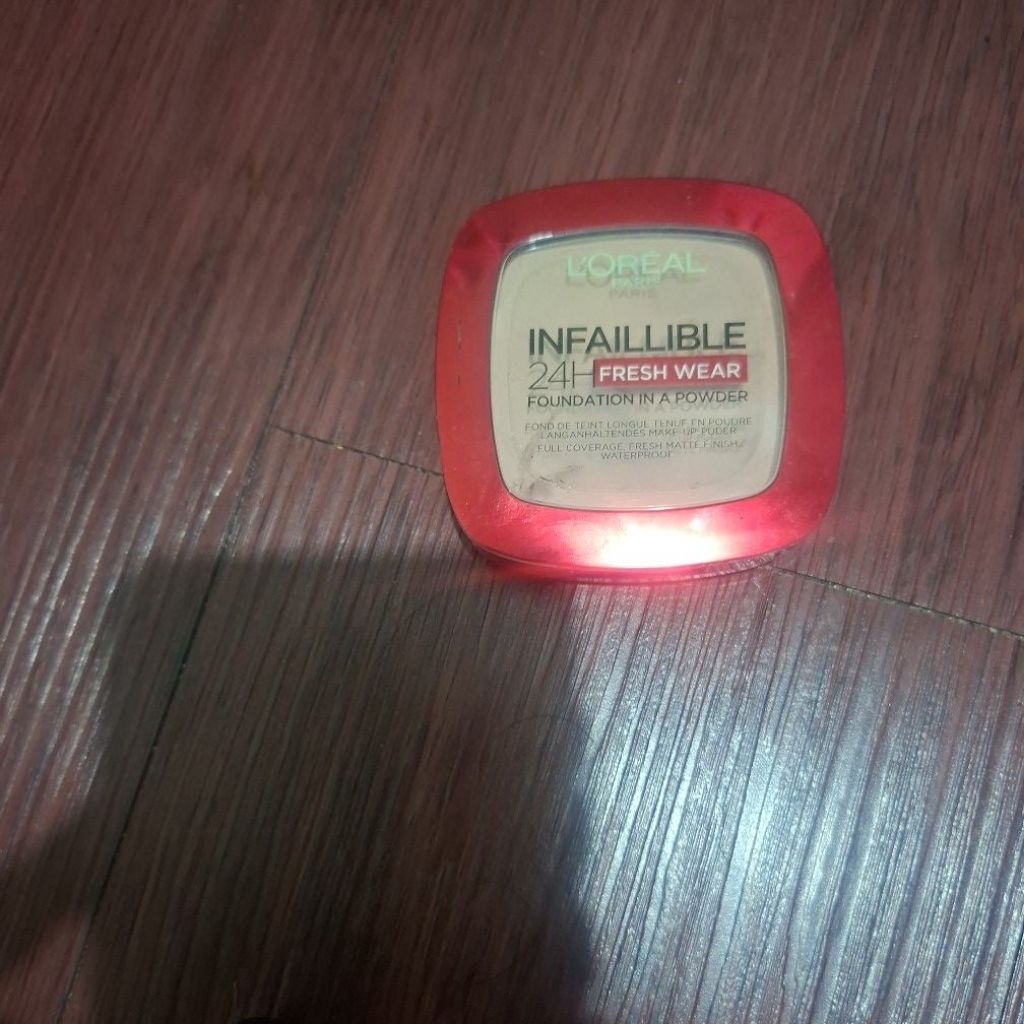 L'ORÉAL
PARIS
INFAILLIBLE
24H FRESH WEAR
FOUNDATION IN A POWDER
FOND DE TEINT LONGUE TENUE EN POUDRE
LANGANHALTENDES MAKE-UP PUDER
FULL COVERAGE, FRESH MATTE FINISH,
WATERPROOF